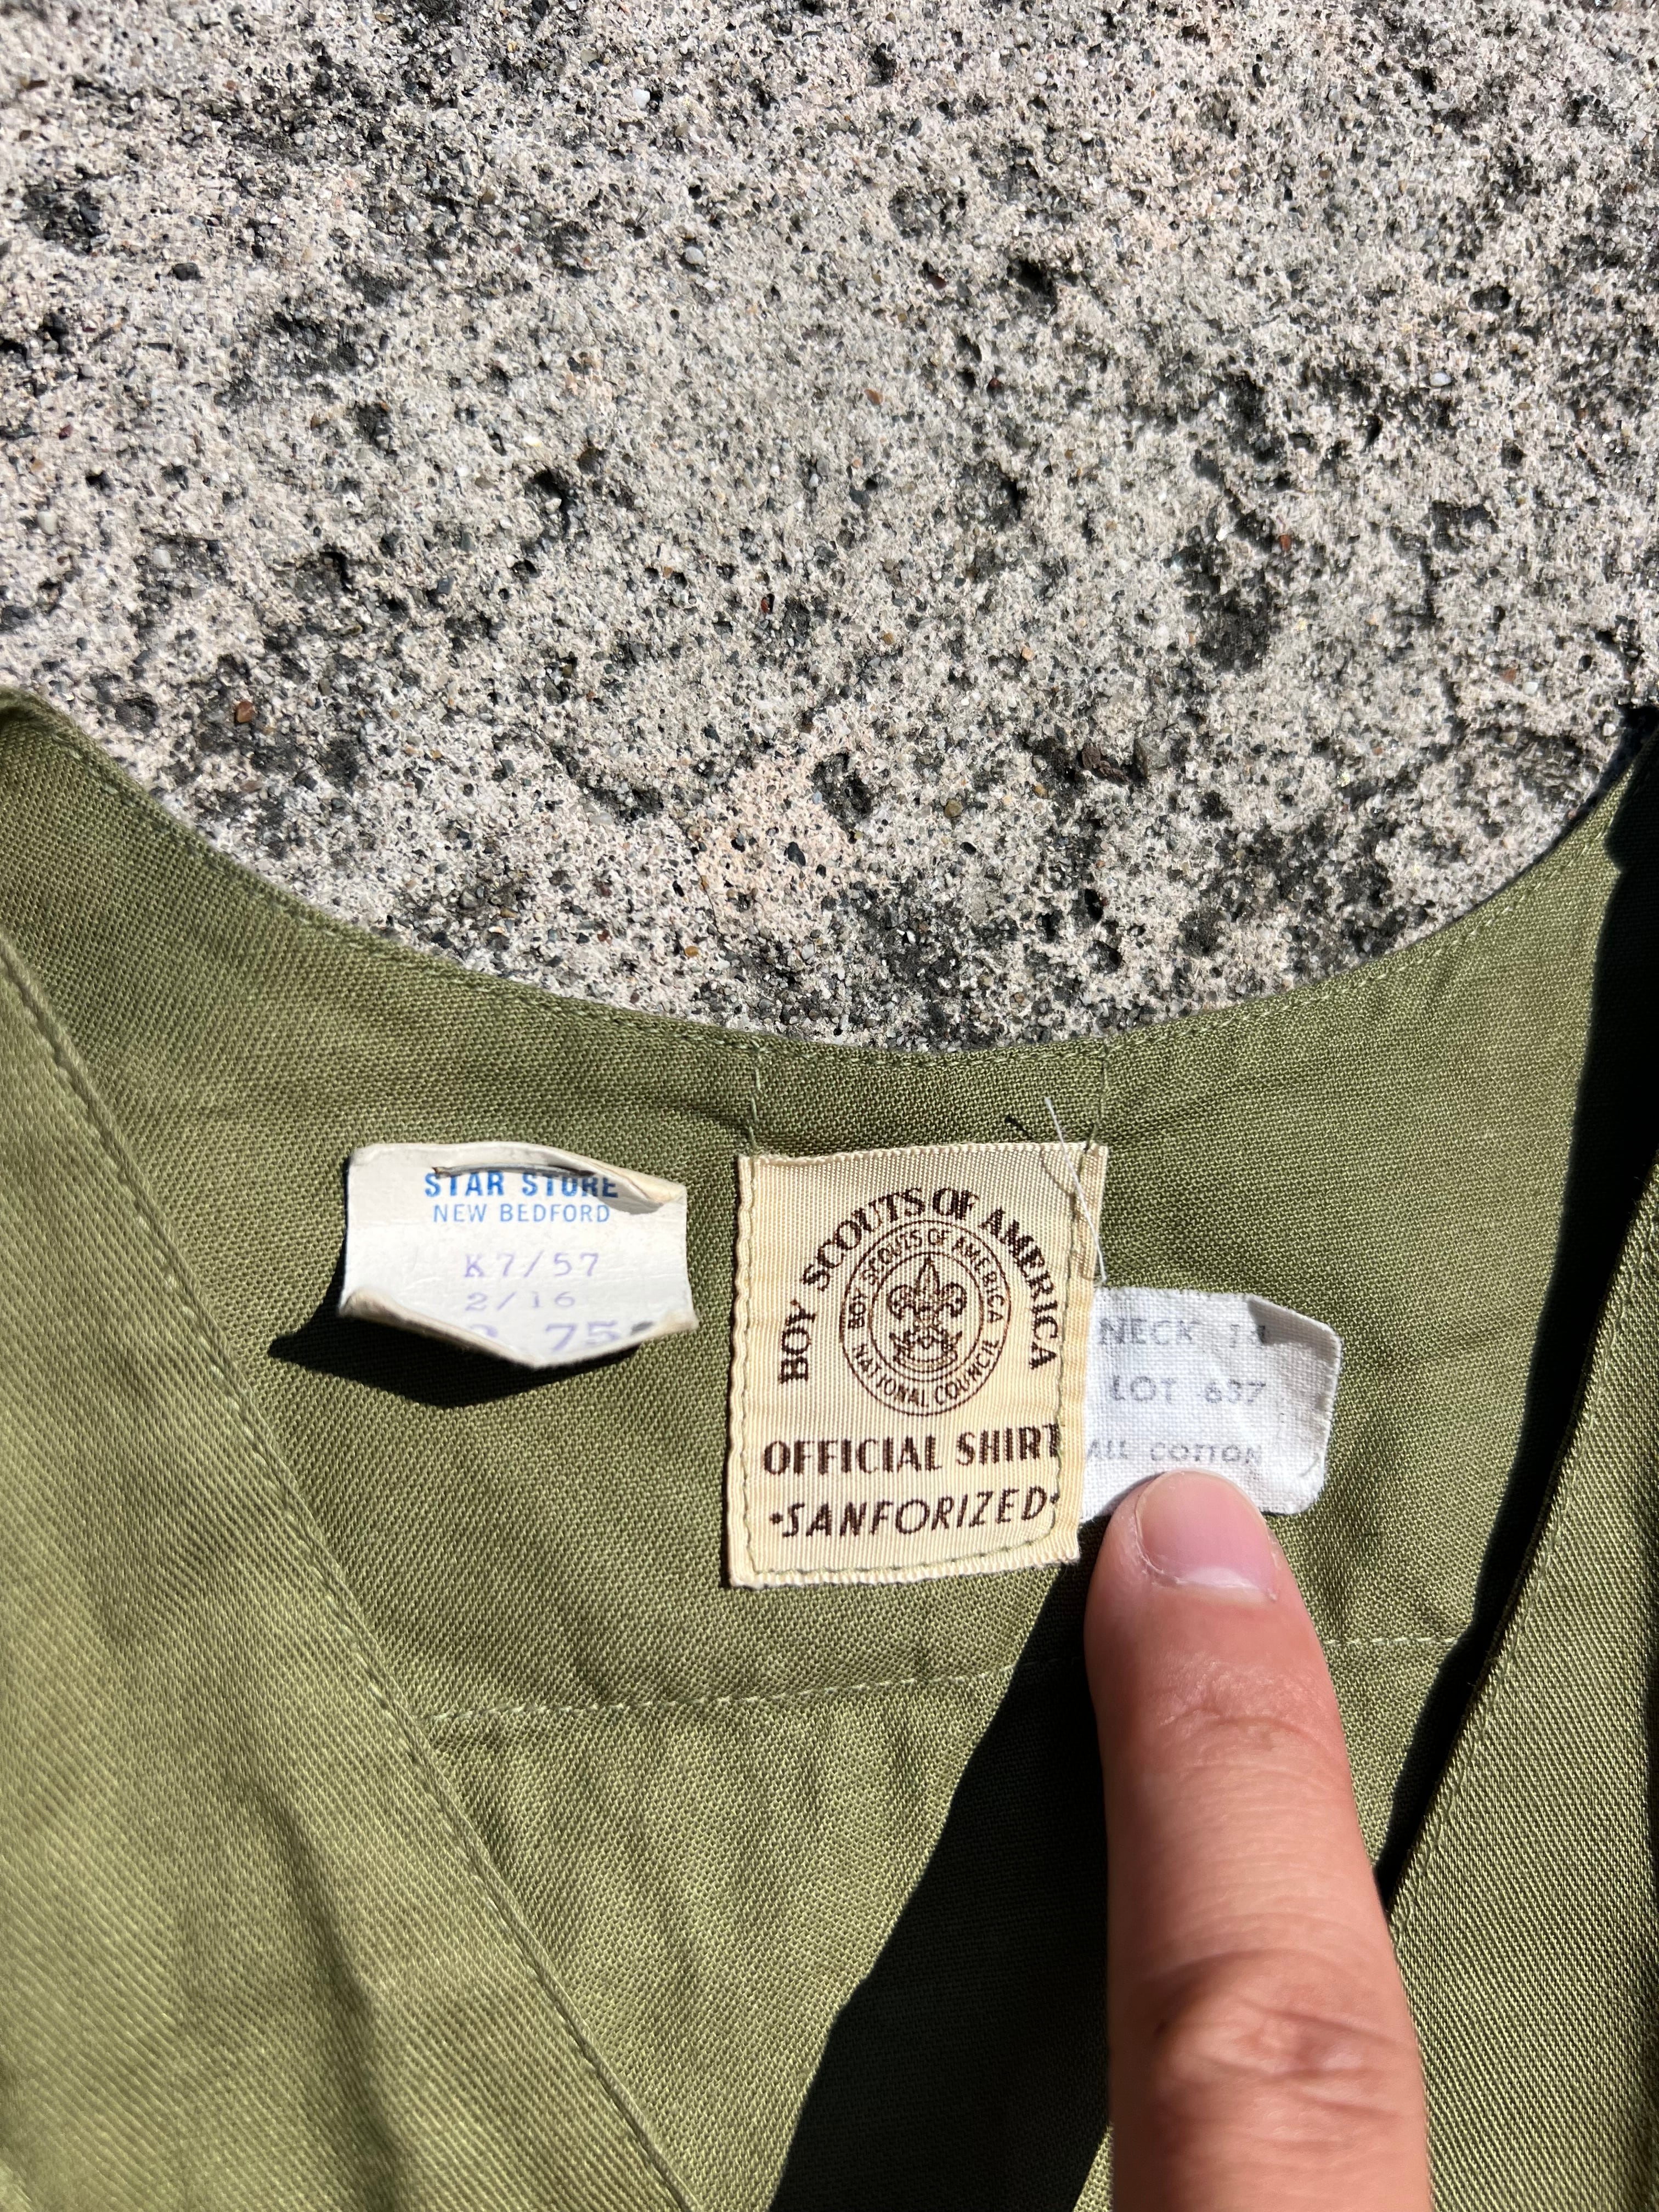 STAR STORE
NEW BEDFORD
K7/57
2/16
75
BOY SCOUTS OF AMERICA
BOY SCOUTS OF AMERICA
NATIONAL COUNCIL
OFFICIAL SHIRT
•SANFORIZED•
NECK
LOT 637
ALL COTTON